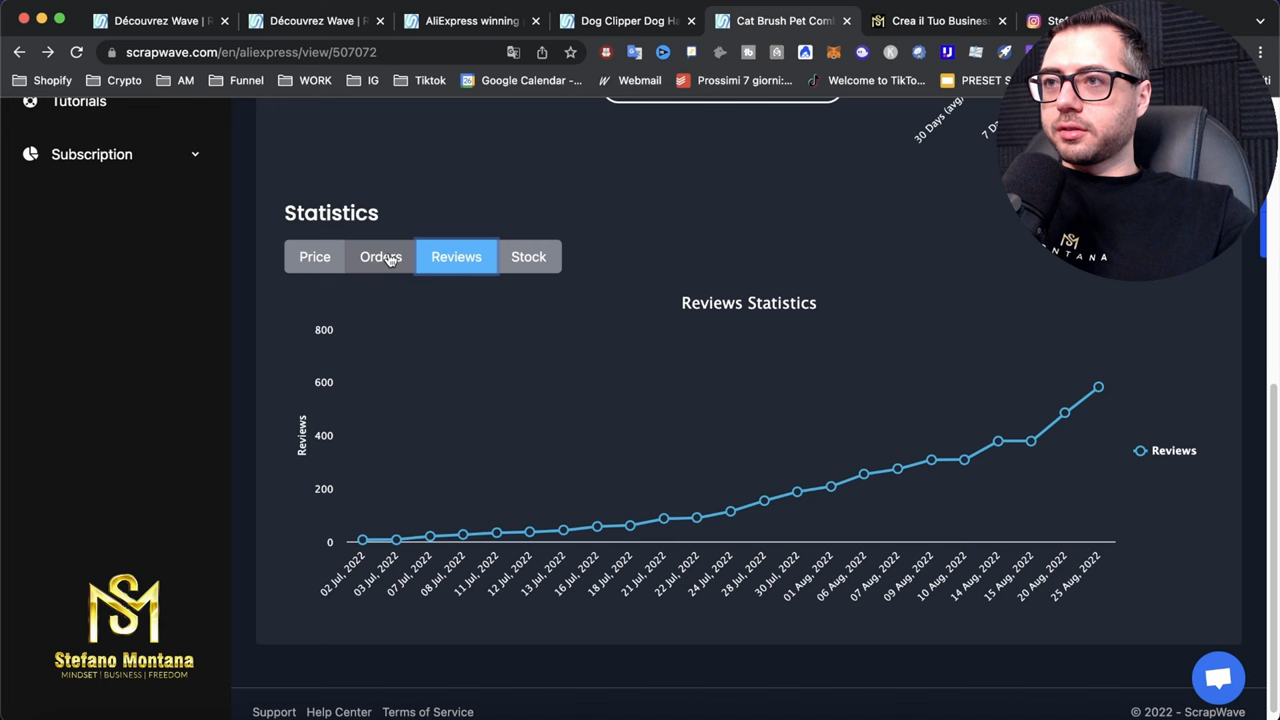 Découvrez Wave | R
Découvrez Wave | R
AliExpress winning
Dog Clipper Dog Ha
Cat Brush Pet Comb
Crea il Tuo Business
scrapwave.com/en/aliexpress/view/507072
Shopify
Crypto
AM
Funnel
WORK
IG
Tiktok
Google Calendar -...
Webmail
Prossimi 7 giorni:...
Welcome to TikTo...
PRESET
Tutorials
Subscription
30 Days (avg/
7 Da
Statistics
Price
Orders
Reviews
Stock
Reviews Statistics
800
600
400
200
0
Reviews
Reviews
02 Jul, 2022
03 Jul, 2022
07 Jul, 2022
08 Jul, 2022
11 Jul, 2022
12 Jul, 2022
13 Jul, 2022
16 Jul, 2022
18 Jul, 2022
21 Jul, 2022
22 Jul, 2022
24 Jul, 2022
28 Jul, 2022
30 Jul, 2022
01 Aug, 2022
06 Aug, 2022
07 Aug, 2022
09 Aug, 2022
10 Aug, 2022
14 Aug, 2022
15 Aug, 2022
20 Aug, 2022
25 Aug, 2022
MONTANA
SM
Stefano Montana
MINDSET | BUSINESS | FREEDOM
Support
Help Center
Terms of Service
© 2022 - ScrapWave